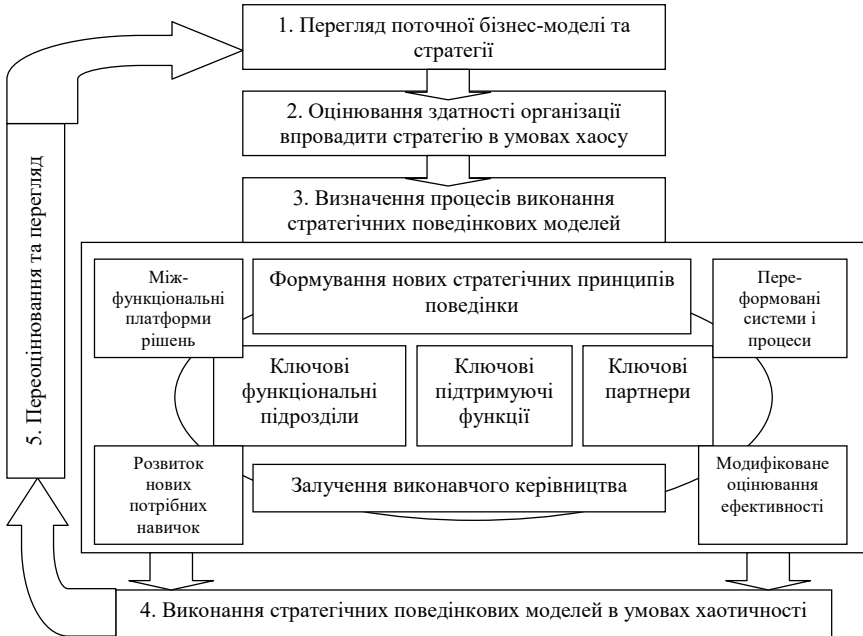 1. Перегляд поточної бізнес-моделі та
стратегії
2. Оцінювання здатності організації
впровадити стратегію в умовах хаосу
3. Визначення процесів виконання
стратегічних поведінкових моделей
5. Переоцінювання та перегляд
Між-
функціональні
платформи
рішень
Формування нових стратегічних принципів
поведінки
Пере-
формовані
системи і
процеси
Ключові
функціональні
підрозділи
Ключові
підтримуючі
функції
Ключові
партнери
Розвиток
нових
потрібних
навичок
Залучення виконавчого керівництва
Модифіковане
оцінювання
ефективності
4. Виконання стратегічних поведінкових моделей в умовах хаотичності